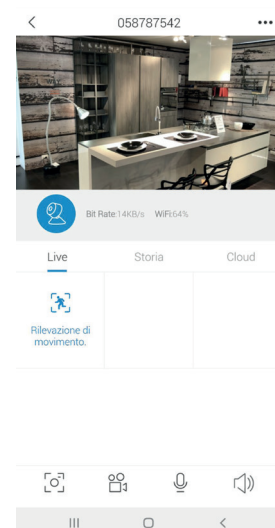 058787542
Bit Rate:14KB/s WiFi:64%
Live Storia Cloud
Rilevazione di
movimento.